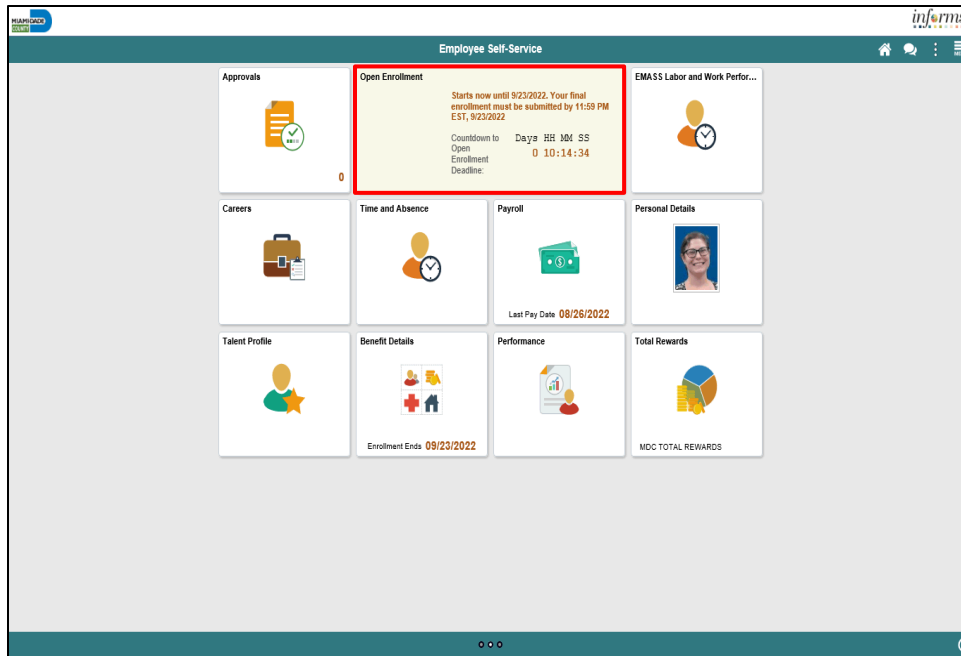 MIAMI-DADE
COUNTY
Employee Self-Service
Approvals
0
Open Enrollment
Starts now until 9/23/2022. Your final
enrollment must be submitted by 11:59 PM
EST, 9/23/2022
Countdown to
Open
Enrollment
Deadline:
Days HH MM SS
0 10:14:34
EMASS Labor and Work Perfor...
Careers
Time and Absence
Payroll
Last Pay Date 08/26/2022
Personal Details
Talent Profile
Benefit Details
Enrollment Ends 09/23/2022
Performance
Total Rewards
MDC TOTAL REWARDS